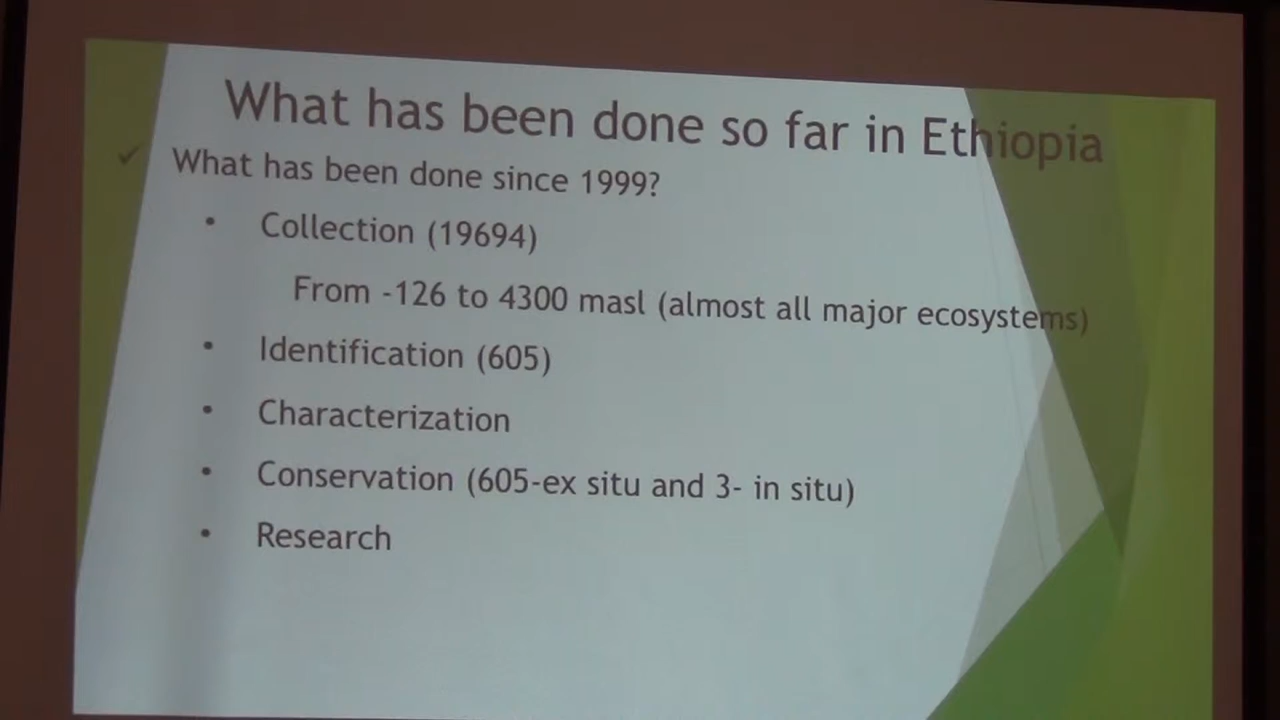 What has been done so far in Ethiopia
✓ What has been done since 1999?
• Collection (19694)
From -126 to 4300 masl (almost all major ecosystems)
• Identification (605)
• Characterization
• Conservation (605-ex situ and 3- in situ)
• Research